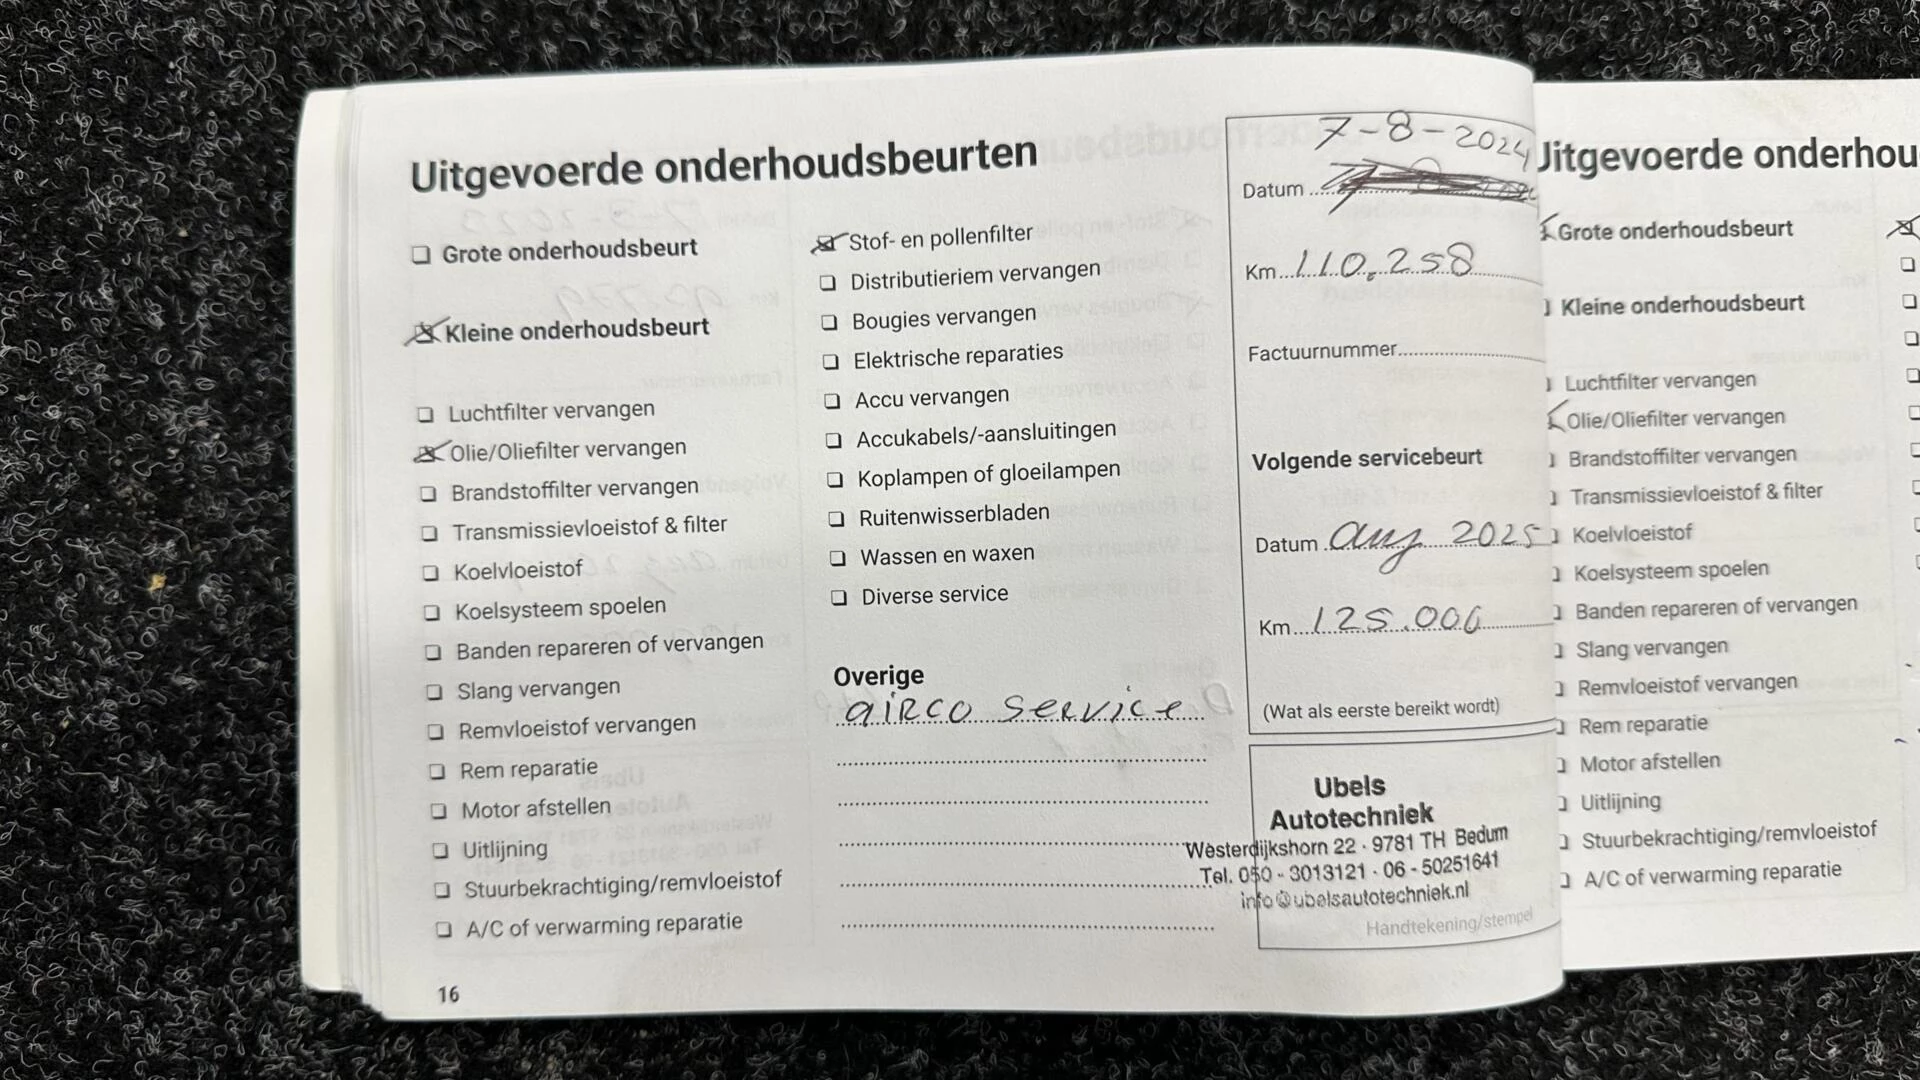 Uitgevoerde onderhoudsbeurten
Grote onderhoudsbeurt
Kleine onderhoudsbeurt
Luchtfilter vervangen
Olie/Oliefilter vervangen
Brandstoffilter vervangen
Transmissievloeistof & filter
Koelvloeistof
Koelsysteem spoelen
Banden repareren of vervangen
Slang vervangen
Remvloeistof vervangen
Rem reparatie
Motor afstellen
Uitlijning
Stuurbekrachtiging/remvloeistof
A/C of verwarming reparatie
16
Stof- en pollenfilter
Distributieriem vervangen
Bougies vervangen
Elektrische reparaties
Accu vervangen
Accukabels/-aansluitingen
Koplampen of gloeilampen
Ruitenwisserbladen
Wassen en waxen
Diverse service
Overige
airco service
7-8-2024
Datum
Km 110.258
Factuurnummer
Volgende servicebeurt
Datum aug 2025
Km 125.000
(Wat als eerste bereikt wordt)
Ubels
Autotechniek
Westerdijkshorn 22 - 9781 TH Bedum
Tel. 050 - 3013121 - 06 - 50251641
info@ubelsautotechniek.nl
Handtekening/stempel
Uitgevoerde onderhou
Grote onderhoudsbeurt
Kleine onderhoudsbeurt
Luchtfilter vervangen
Olie/Oliefilter vervangen
Brandstoffilter vervangen
Transmissievloeistof & filter
Koelvloeistof
Koelsysteem spoelen
Banden repareren of vervangen
Slang vervangen
Remvloeistof vervangen
Rem reparatie
Motor afstellen
Uitlijning
Stuurbekrachtiging/remvloeistof
A/C of verwarming reparatie